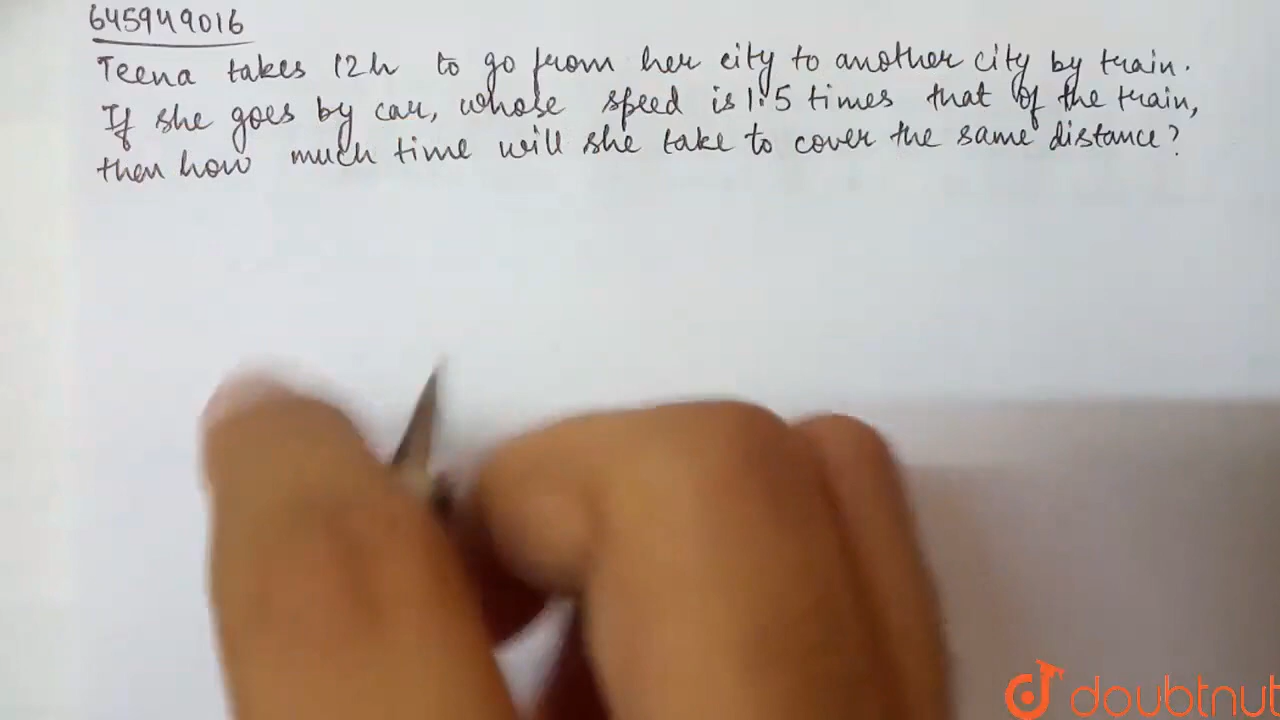 645949016
Teena takes 12h to go from her city to another city by train.
If she goes by car, whose speed is 1.5 times that of the train,
then how much time will she take to cover the same distance?
doubtnut